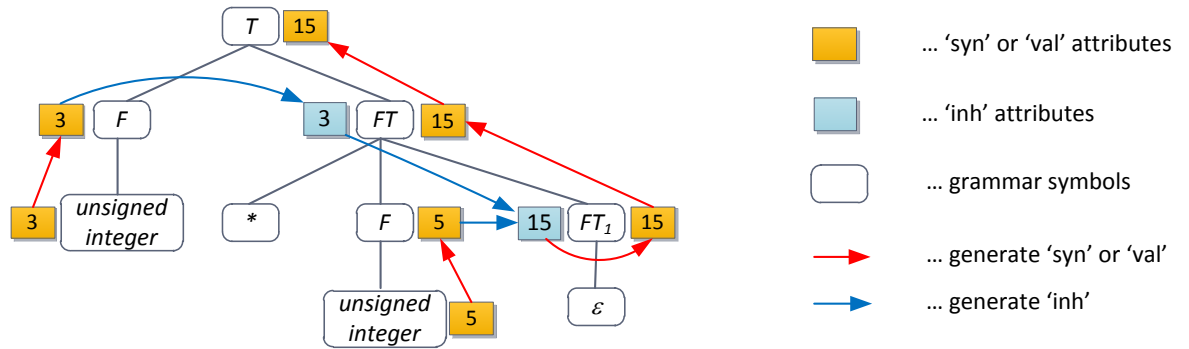 T 15
… ‘syn’ or ‘val’ attributes
3 F 3 FT 15
… ‘inh’ attributes
… grammar symbols
3 unsigned
integer
* F 5 15 FT₁ 15
… generate ‘syn’ or ‘val’
unsigned
integer
5 ε
… generate ‘inh’